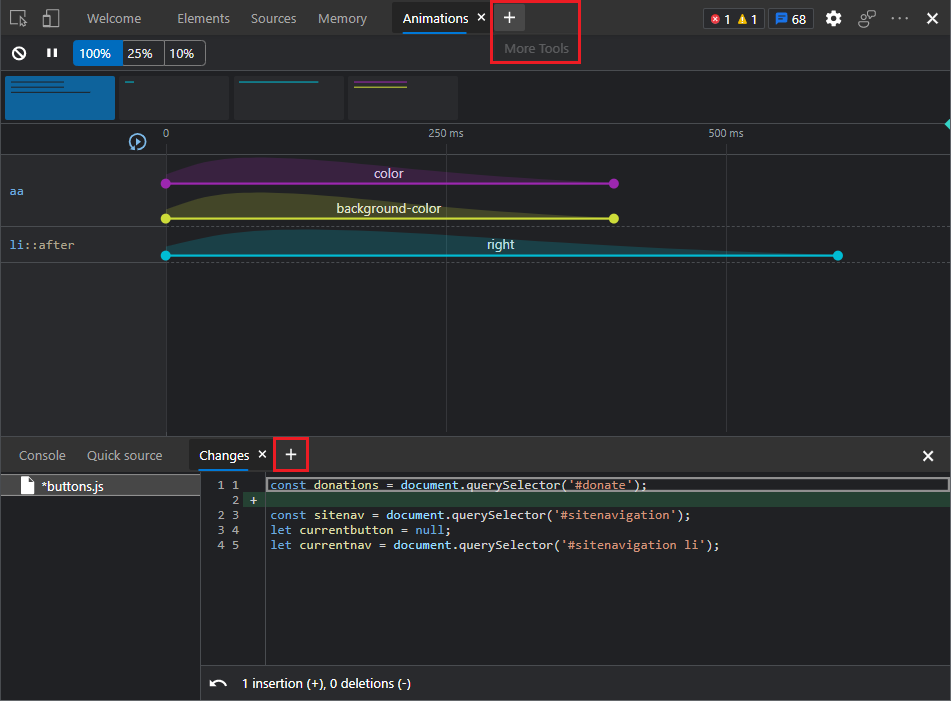 Welcome Elements Sources Memory Animations × + 1 1 68 ··· ×
More Tools
100% 25% 10%
0 250 ms 500 ms
color
aa
background-color
li::after right
Console Quick source Changes × + ×
*buttons.js
1 1 const donations = document.querySelector('#donate');
2 +
2 3 const sitenav = document.querySelector('#sitenavigation');
3 4 let currentbutton = null;
4 5 let currentnav = document.querySelector('#sitenavigation li');
1 insertion (+), 0 deletions (-)